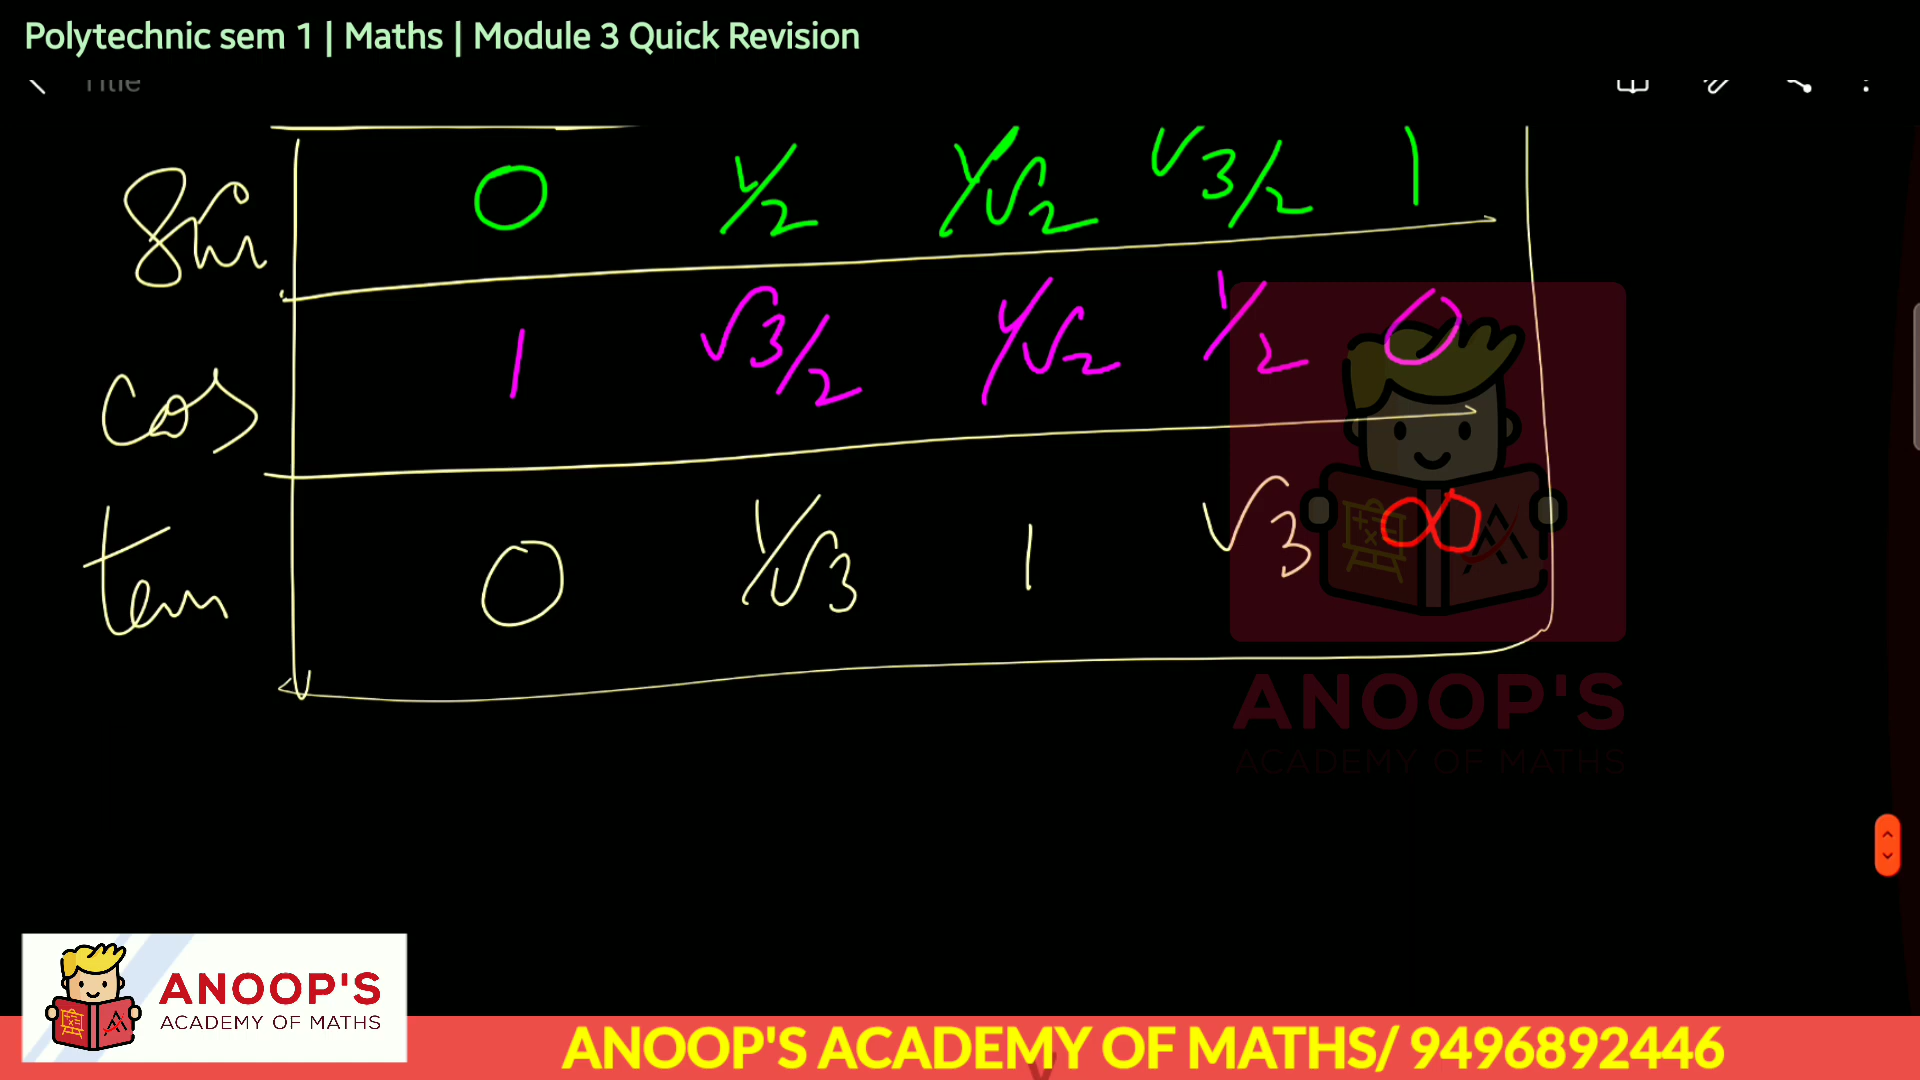 Polytechnic sem 1 | Maths | Module 3 Quick Revision
Title
Sin 0 1/2 1/√2 √3/2 1
cos 1 √3/2 1/√2 1/2 0
tan 0 1/√3 1 √3 ∞
ANOOP'S
ACADEMY OF MATHS
ANOOP'S
ACADEMY OF MATHS
ANOOP'S ACADEMY OF MATHS/ 9496892446